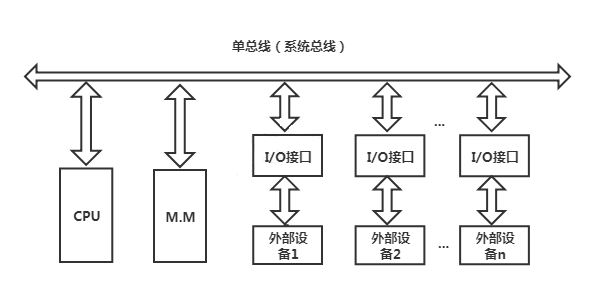 单总线（系统总线）
...
I/O接口
I/O接口
I/O接口
CPU
M.M
外部设
备1
外部设
备2
...
外部设
备n